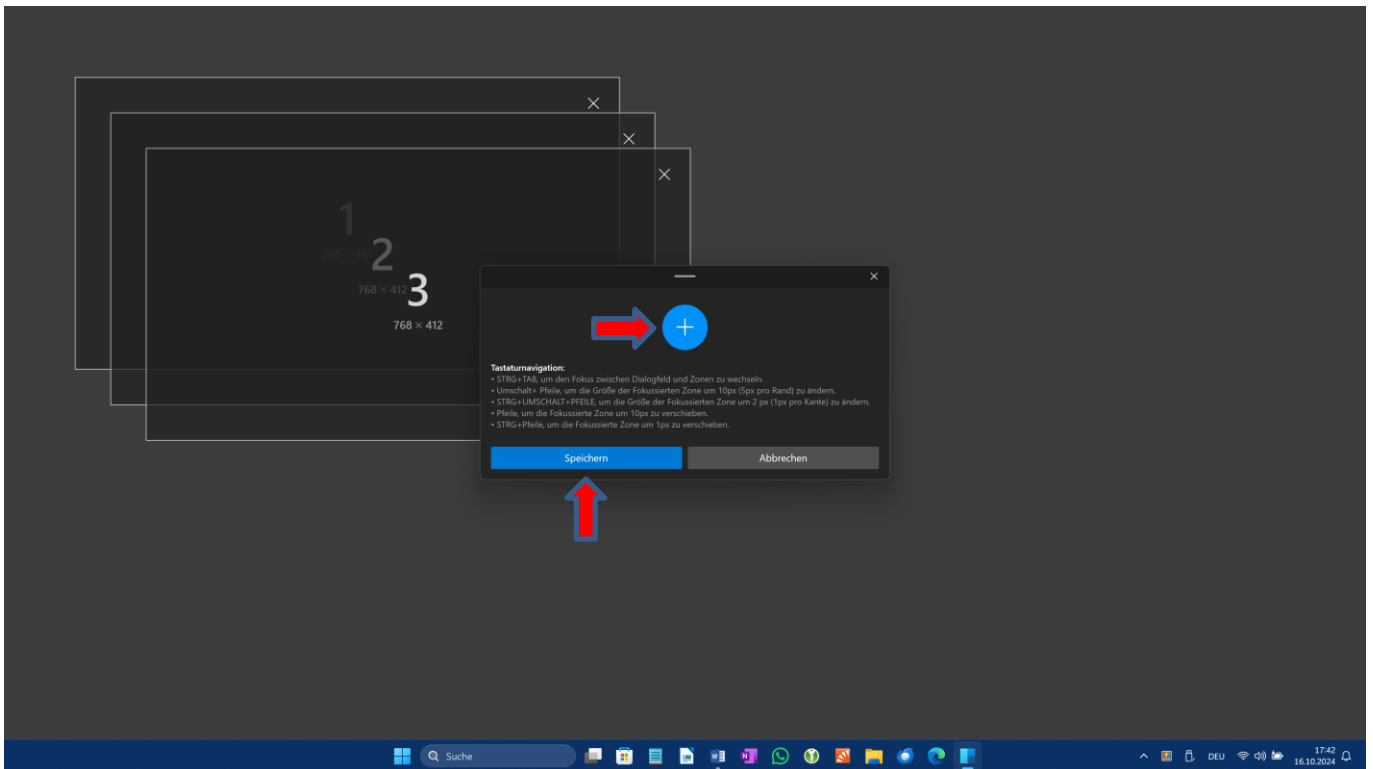 1
768 × 412
2
768 × 412
3
768 × 412
Tastaturnavigation:
• STRG+TAB, um den Fokus zwischen Dialogfeld und Zonen zu wechseln.
• Umschalt+ Pfeile, um die Größe der Fokussierten Zone um 10px (5px pro Rand) zu ändern.
• STRG+UMSCHALT+PFEILE, um die Größe der Fokussierten Zone um 2 px (1px pro Kante) zu ändern.
• Pfeile, um die Fokussierte Zone um 10px zu verschieben.
• STRG+Pfeile, um die Fokussierte Zone um 1px zu verschieben.
Speichern
Abbrechen
Suche
DEU
17:42
16.10.2024